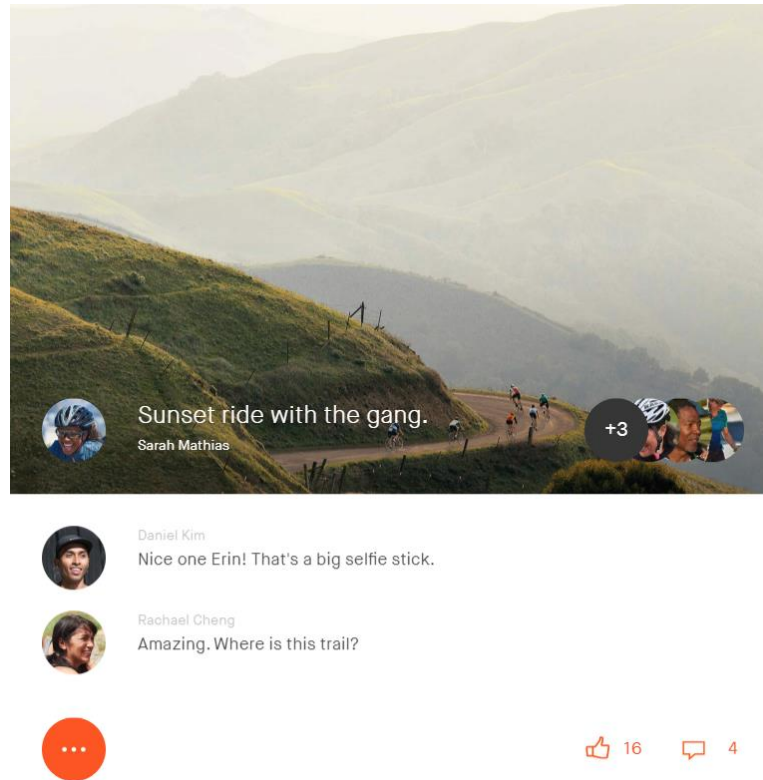 Sunset ride with the gang.
Sarah Mathias
+3
Daniel Kim
Nice one Erin! That's a big selfie stick.
Rachael Cheng
Amazing. Where is this trail?
16
4